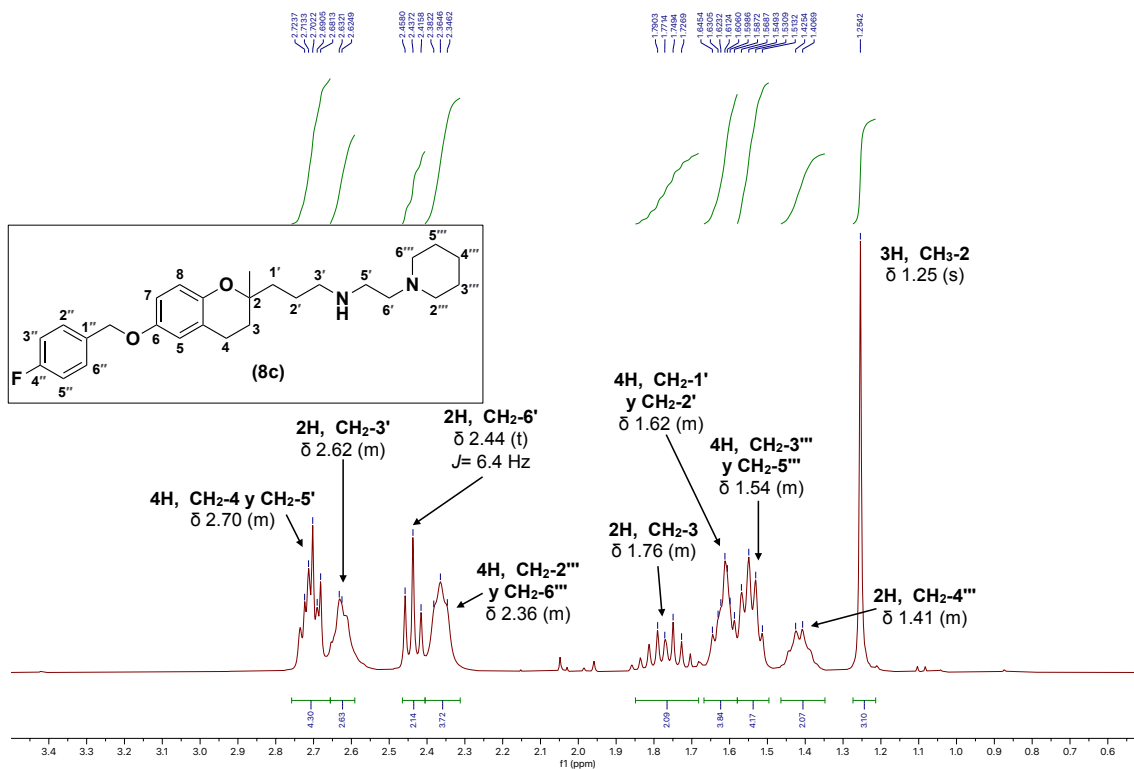 2.7237
2.7133
2.7022
2.6905
2.6813
2.6321
2.6249
2.4580
2.4372
2.4158
2.3822
2.3646
2.3462
1.7903
1.7714
1.7494
1.7269
1.6454
1.6305
1.6232
1.6124
1.6060
1.5986
1.5872
1.5687
1.5493
1.5309
1.5132
1.4254
1.4069
1.2542
5‴
6‴
4‴
3‴
2‴
N
8
O
1'
2'
3'
N
H
5'
6'
7
2
3
4
5
6
O
2″
1″
3″
6″
4″
5″
F
(8c)
3H, CH₃-2
δ 1.25 (s)
4H, CH₂-1'
y CH₂-2'
δ 1.62 (m)
2H, CH₂-6'
δ 2.44 (t)
J= 6.4 Hz
2H, CH₂-3'
δ 2.62 (m)
4H, CH₂-3‴
y CH₂-5‴
δ 1.54 (m)
4H, CH₂-4 y CH₂-5'
δ 2.70 (m)
2H, CH₂-3
δ 1.76 (m)
4H, CH₂-2‴
y CH₂-6‴
δ 2.36 (m)
2H, CH₂-4‴
δ 1.41 (m)
4.30
2.63
2.14
3.72
2.09
3.84
4.17
2.07
3.10
3.4 3.3 3.2 3.1 3.0 2.9 2.8 2.7 2.6 2.5 2.4 2.3 2.2 2.1 2.0 1.9 1.8 1.7 1.6 1.5 1.4 1.3 1.2 1.1 1.0 0.9 0.8 0.7 0.6
f1 (ppm)